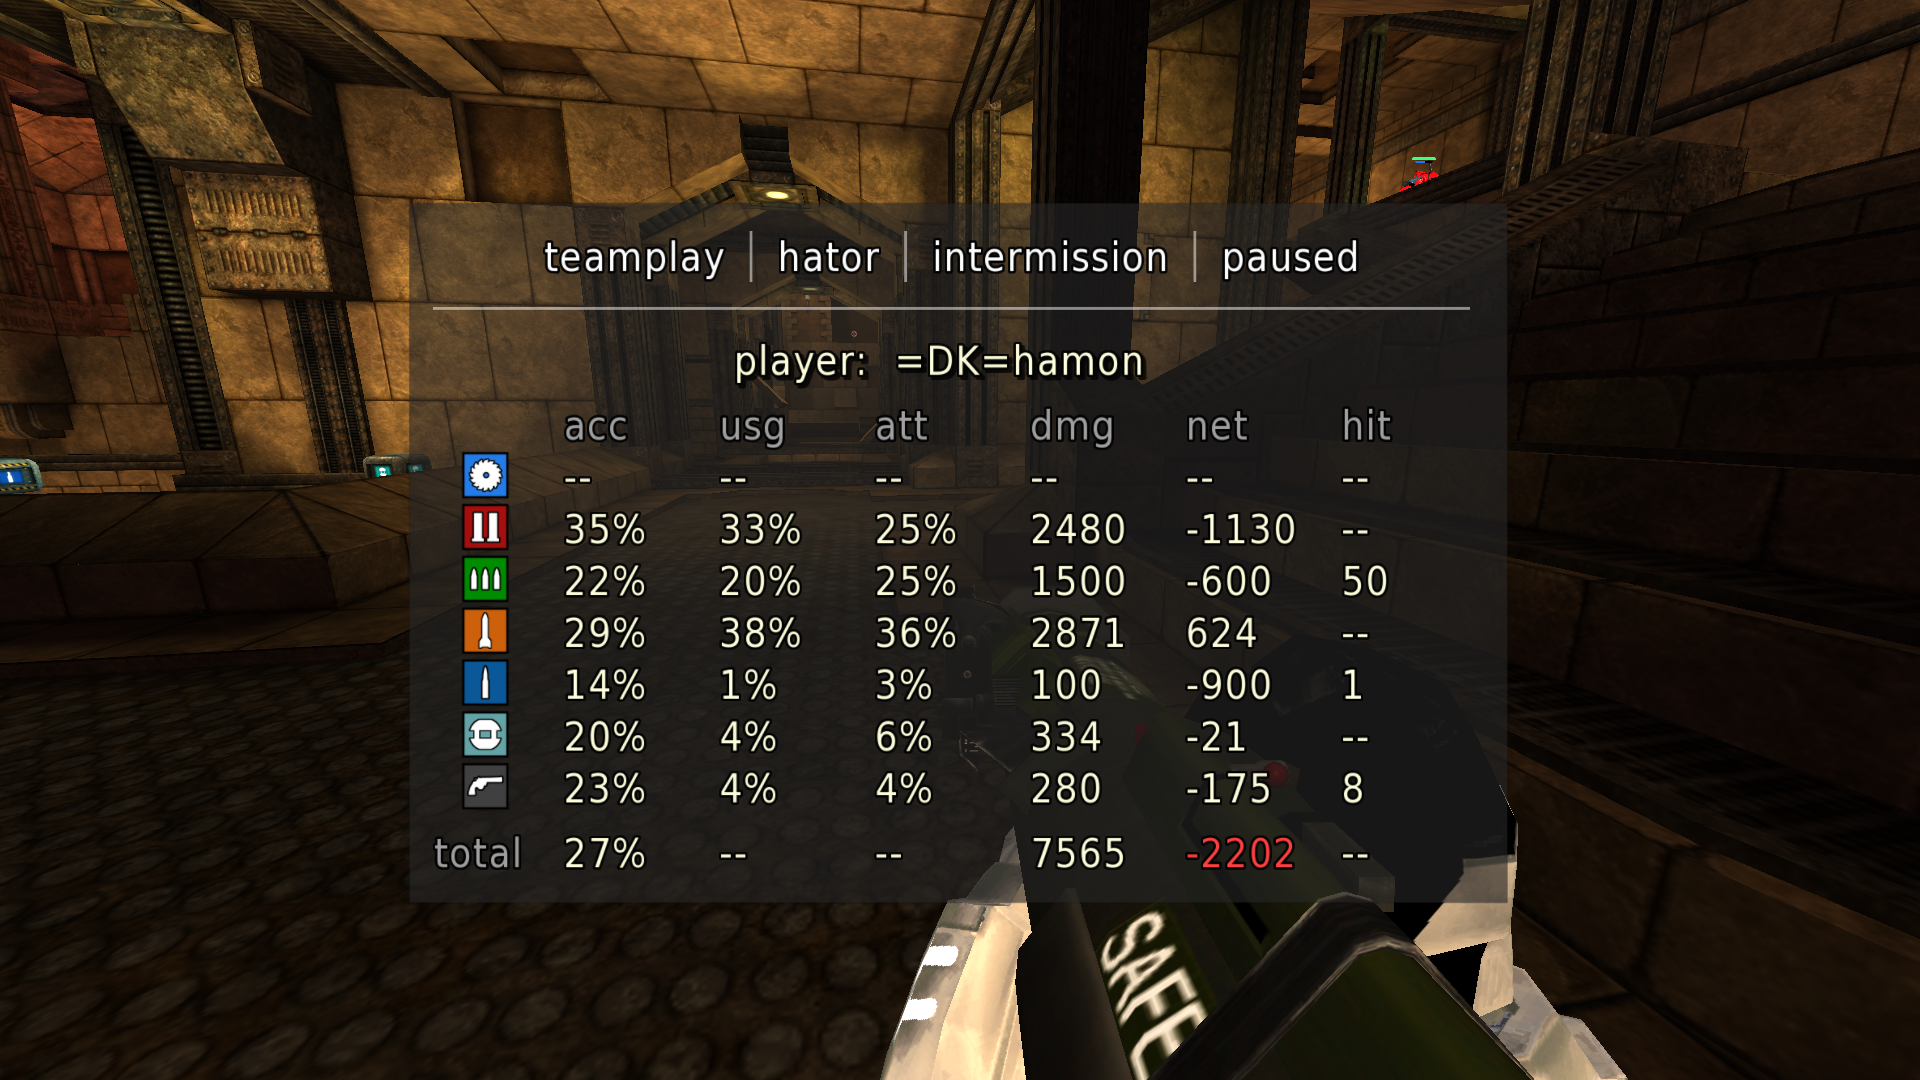 teamplay | hator | intermission | paused
player: =DK=hamon
acc usg att dmg net hit
-- -- -- -- -- --
35% 33% 25% 2480 -1130 --
22% 20% 25% 1500 -600 50
29% 38% 36% 2871 624 --
14% 1% 3% 100 -900 1
20% 4% 6% 334 -21 --
23% 4% 4% 280 -175 8
total 27% -- -- 7565 -2202 --
SAFE